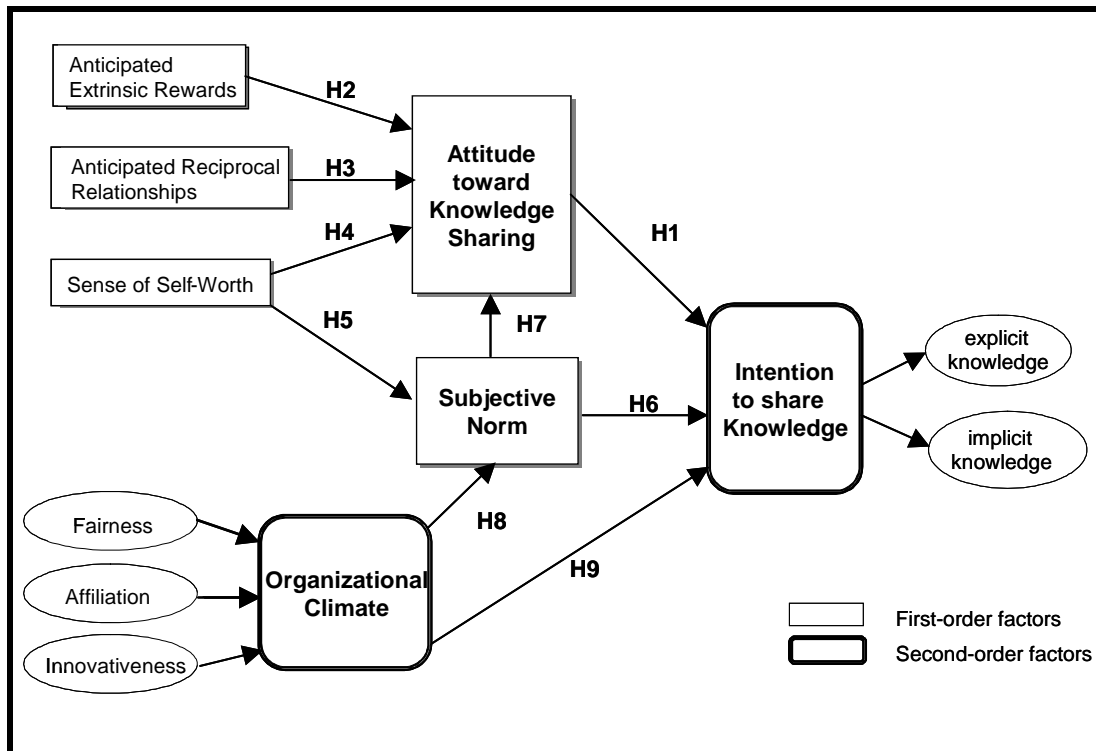 Anticipated
Extrinsic Rewards
H2
Anticipated Reciprocal
Relationships
H3
Attitude
toward
Knowledge
Sharing
H4
Sense of Self-Worth
H5
H7
H1
Subjective
Norm
H6
Intention
to share
Knowledge
explicit
knowledge
implicit
knowledge
Fairness
Affiliation
Innovativeness
Organizational
Climate
H8
H9
First-order factors
Second-order factors